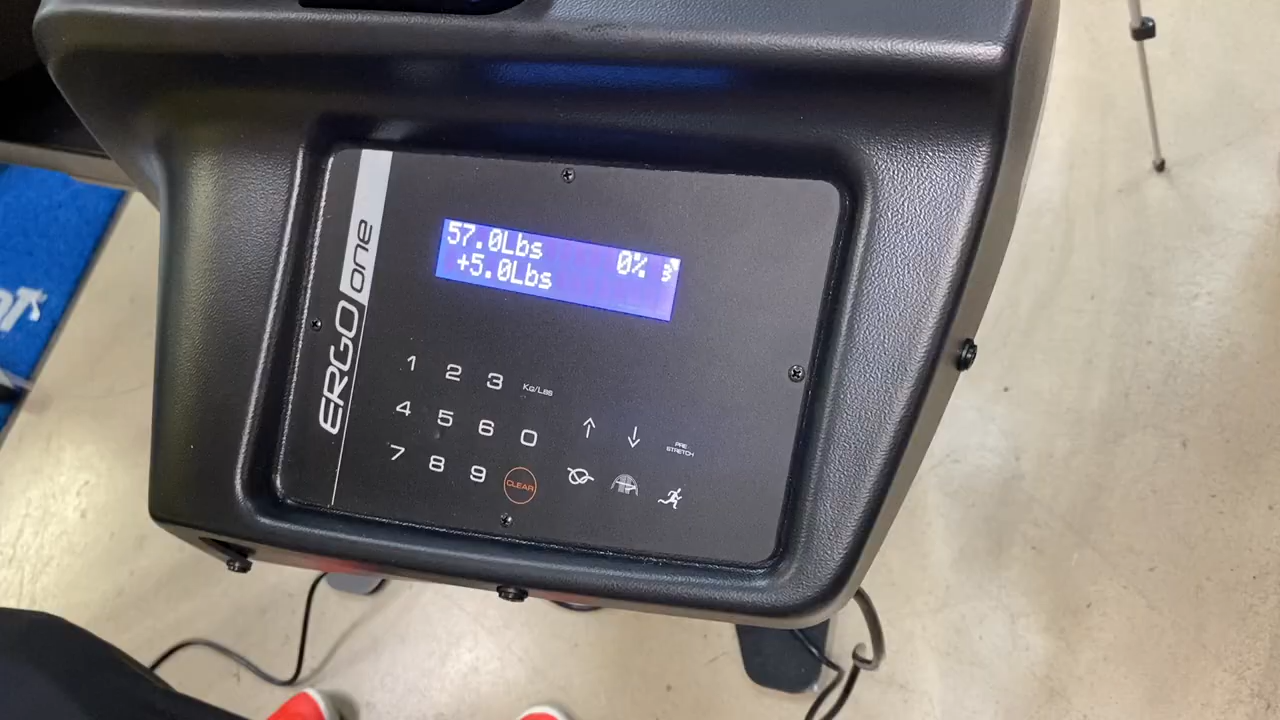 57.0Lbs 0%
+5.0Lbs
ERGO ONE
1 2 3 KG/LBS
4 5 6 0
7 8 9 CLEAR
PRE
STRETCH